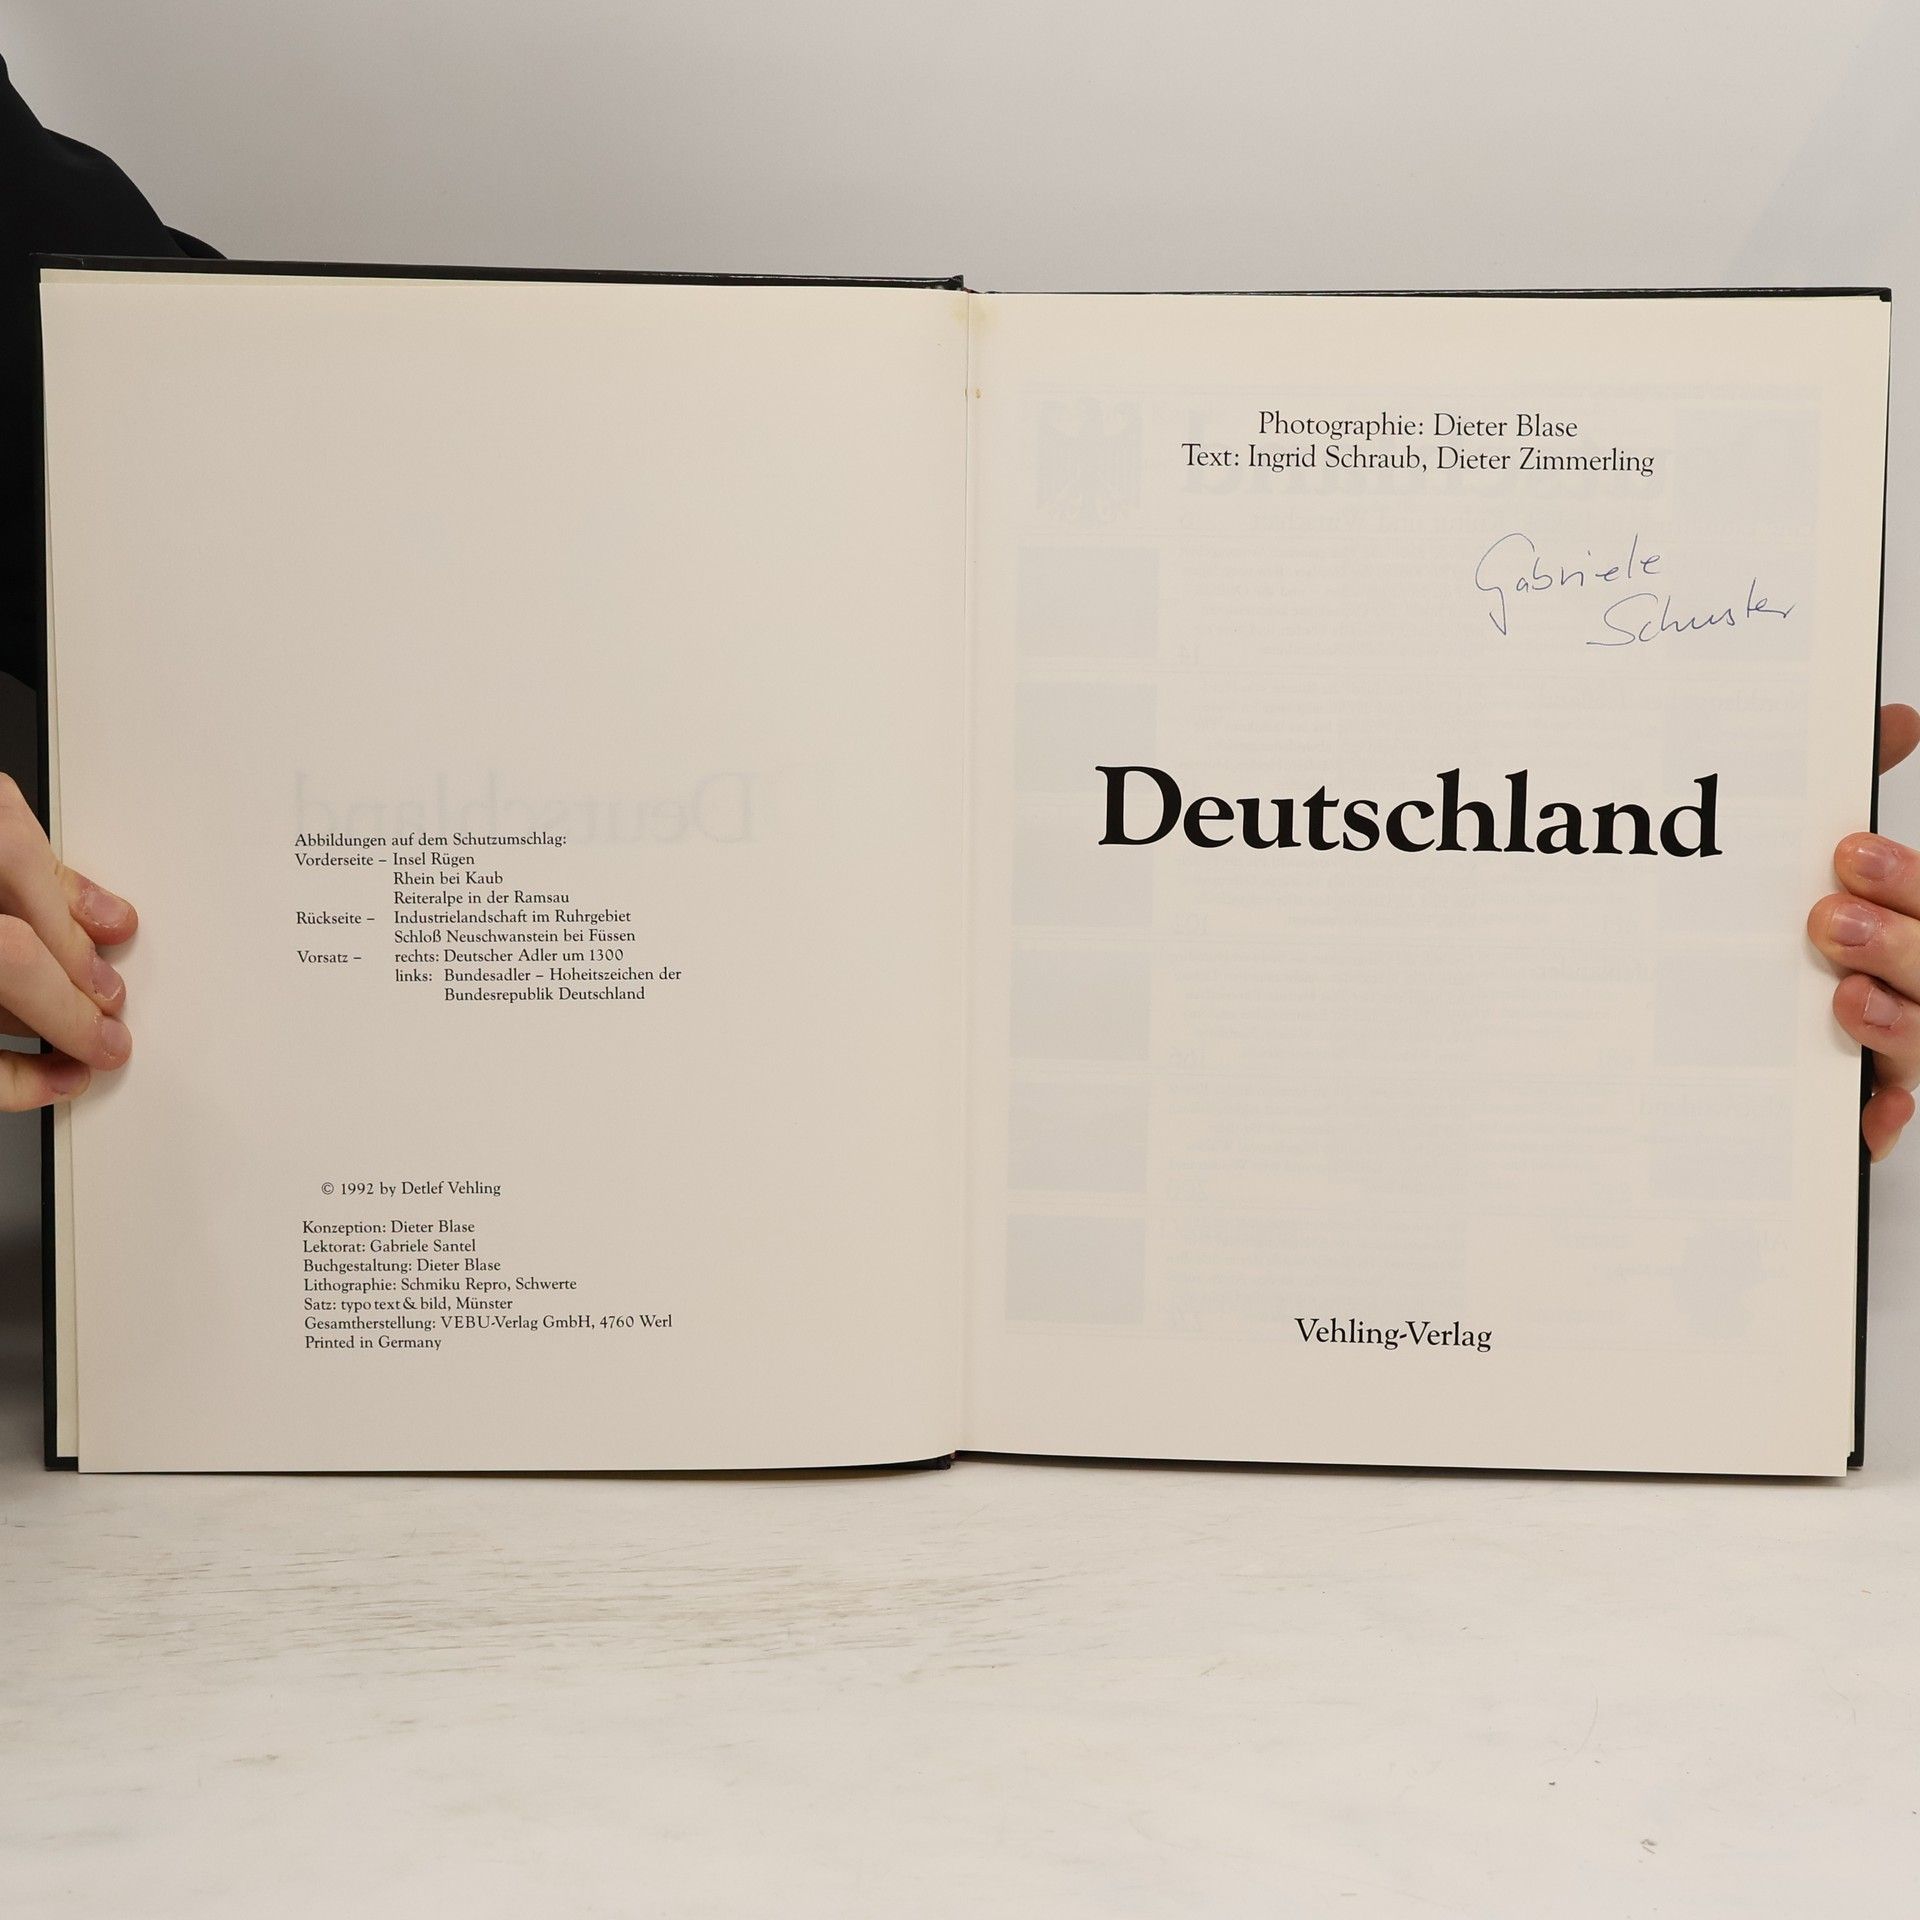 Abbildungen auf dem Schutzumschlag:
Vorderseite – Insel Rügen
Rhein bei Kaub
Reiteralpe in der Ramsau
Rückseite – Industrielandschaft im Ruhrgebiet
Schloß Neuschwanstein bei Füssen
Vorsatz – rechts: Deutscher Adler um 1300
links: Bundesadler – Hoheitszeichen der
Bundesrepublik Deutschland
© 1992 by Detlef Vehling
Konzeption: Dieter Blase
Lektorat: Gabriele Santel
Buchgestaltung: Dieter Blase
Lithographie: Schmiku Repro, Schwerte
Satz: typo text & bild, Münster
Gesamtherstellung: VEBU-Verlag GmbH, 4760 Werl
Printed in Germany
Photographie: Dieter Blase
Text: Ingrid Schraub, Dieter Zimmerling
Gabriele
Schuster
Deutschland
Vehling-Verlag